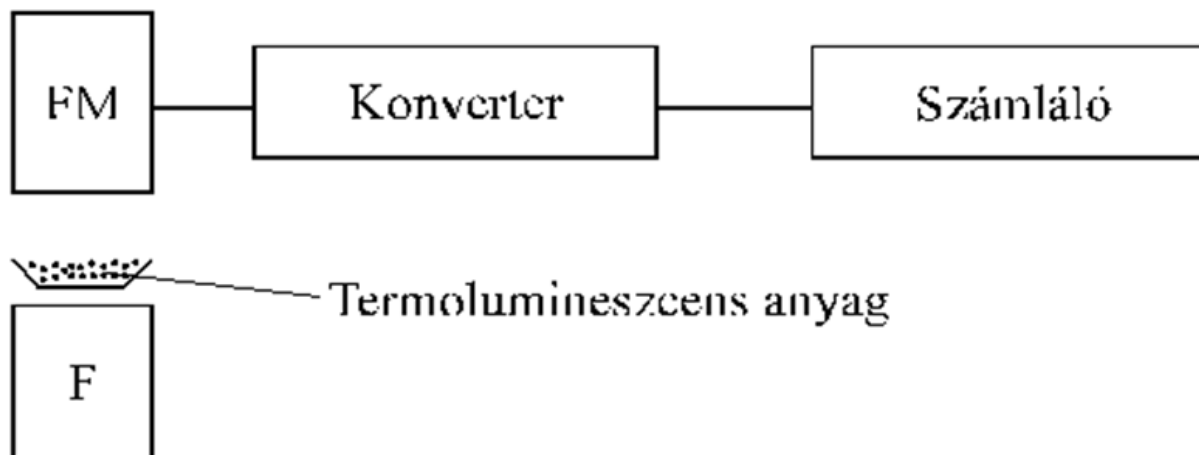 FM
Konverter
Számláló
Termolumineszcens anyag
F